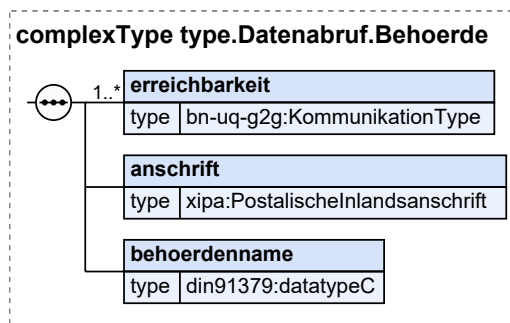 complexType type.Datenabruf.Behoerde
1..*
erreichbarkeit
type bn-uq-g2g:KommunikationType
anschrift
type xipa:PostalischeInlandsanschrift
behoerdenname
type din91379:datatypeC